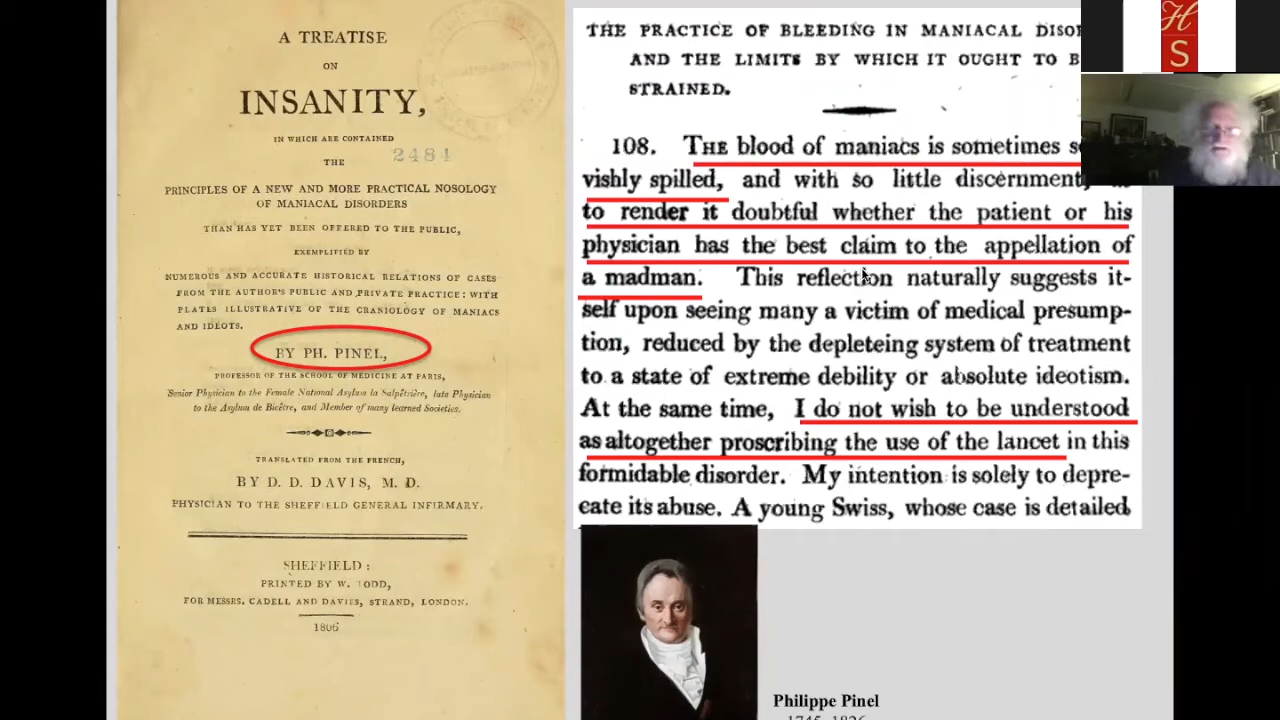 A TREATISE
ON
INSANITY,
IN WHICH ARE CONTAINED
THE
2481
PRINCIPLES OF A NEW AND MORE PRACTICAL NOSOLOGY
OF MANIACAL DISORDERS
THAN HAS YET BEEN OFFERED TO THE PUBLIC,
EXEMPLIFIED BY
NUMEROUS AND ACCURATE HISTORICAL RELATIONS OF CASES
FROM THE AUTHOR'S PUBLIC AND PRIVATE PRACTICE: WITH
PLATES ILLUSTRATIVE OF THE CRANIOLOGY OF MANIACS
AND IDEOTS.
BY PH. PINEL,
PROFESSOR OF THE SCHOOL OF MEDICINE AT PARIS,
Senior Physician to the Female National Asylum la Salpêtrière, late Physician
to the Asylum de Bicêtre, and Member of many learned Societies.
TRANSLATED FROM THE FRENCH,
BY D. D. DAVIS, M. D.
PHYSICIAN TO THE SHEFFIELD GENERAL INFIRMARY.
SHEFFIELD:
PRINTED BY W. TODD,
FOR MESSRS. CADELL AND DAVIES, STRAND, LONDON.
1806
THE PRACTICE OF BLEEDING IN MANIACAL DISO
AND THE LIMITS BY WHICH IT OUGHT TO B
STRAINED.
108. THE blood of maniacs is sometimes s
vishly spilled, and with so little discernment,
to render it doubtful whether the patient or his
physician has the best claim to the appellation of
a madman. This reflection naturally suggests it-
self upon seeing many a victim of medical presump-
tion, reduced by the depleteing system of treatment
to a state of extreme debility or absolute ideotism.
At the same time, I do not wish to be understood
as altogether proscribing the use of the lancet in this
formidable disorder. My intention is solely to depre-
cate its abuse. A young Swiss, whose case is detailed
H
S
Philippe Pinel
1745-1826